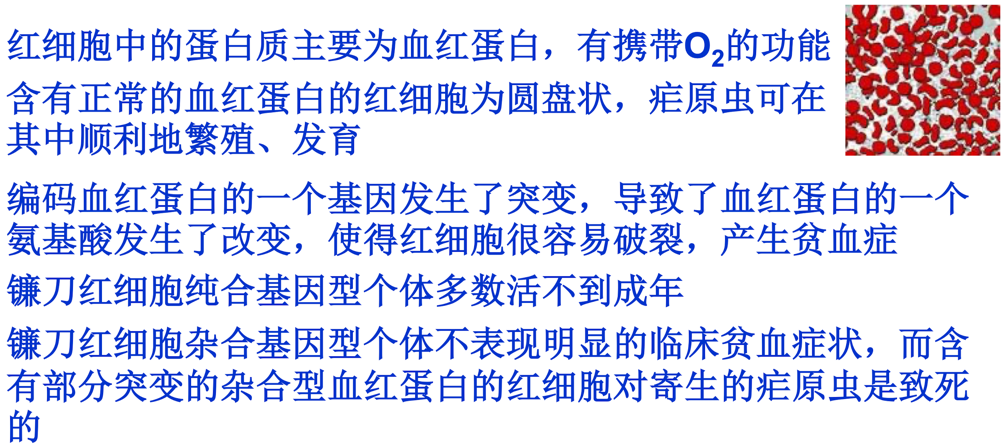 红细胞中的蛋白质主要为血红蛋白，有携带O₂的功能
含有正常的血红蛋白的红细胞为圆盘状，疟原虫可在
其中顺利地繁殖、发育
编码血红蛋白的一个基因发生了突变，导致了血红蛋白的一个
氨基酸发生了改变，使得红细胞很容易破裂，产生贫血症
镰刀红细胞纯合基因型个体多数活不到成年
镰刀红细胞杂合基因型个体不表现明显的临床贫血症状，而含
有部分突变的杂合型血红蛋白的红细胞对寄生的疟原虫是致死
的